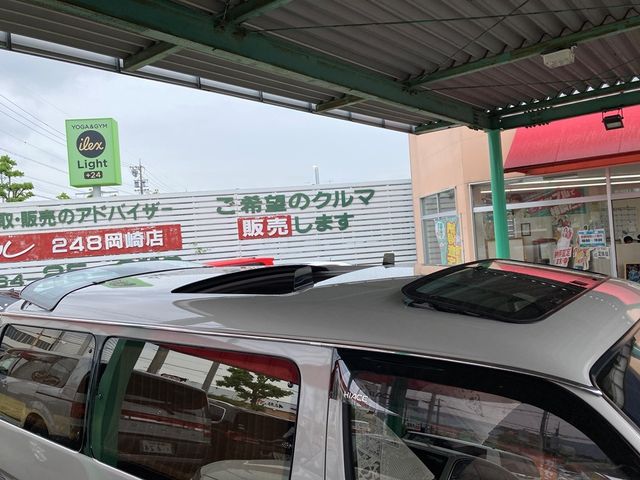 YOGA&GYM
ilex
Light
24
取・販売のアドバイザー
248岡崎店
ご希望のクルマ
販売します
HIACE